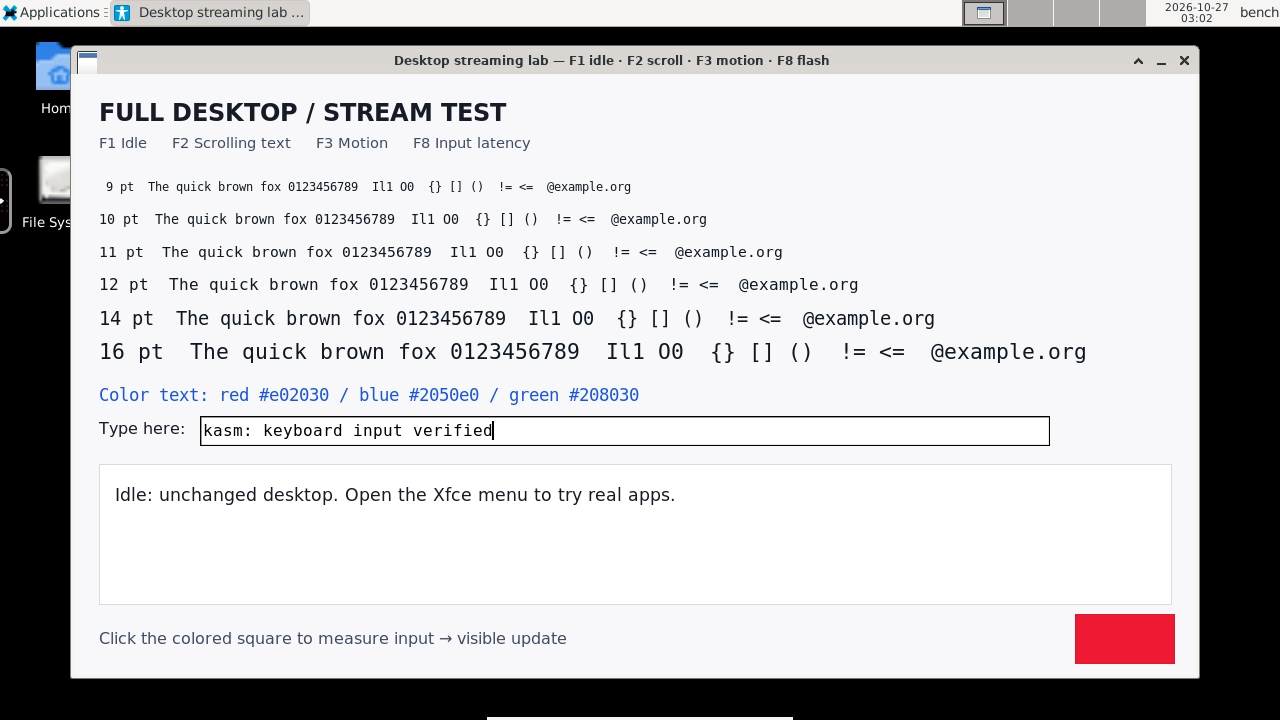 Applications
Desktop streaming lab ...
2026-10-27
03:02
bench
Desktop streaming lab — F1 idle · F2 scroll · F3 motion · F8 flash
Home
File Sys
FULL DESKTOP / STREAM TEST
F1 Idle F2 Scrolling text F3 Motion F8 Input latency
9 pt The quick brown fox 0123456789 Il1 O0 {} [] () != <= @example.org
10 pt The quick brown fox 0123456789 Il1 O0 {} [] () != <= @example.org
11 pt The quick brown fox 0123456789 Il1 O0 {} [] () != <= @example.org
12 pt The quick brown fox 0123456789 Il1 O0 {} [] () != <= @example.org
14 pt The quick brown fox 0123456789 Il1 O0 {} [] () != <= @example.org
16 pt The quick brown fox 0123456789 Il1 O0 {} [] () != <= @example.org
Color text: red #e02030 / blue #2050e0 / green #208030
Type here: kasm: keyboard input verified
Idle: unchanged desktop. Open the Xfce menu to try real apps.
Click the colored square to measure input → visible update